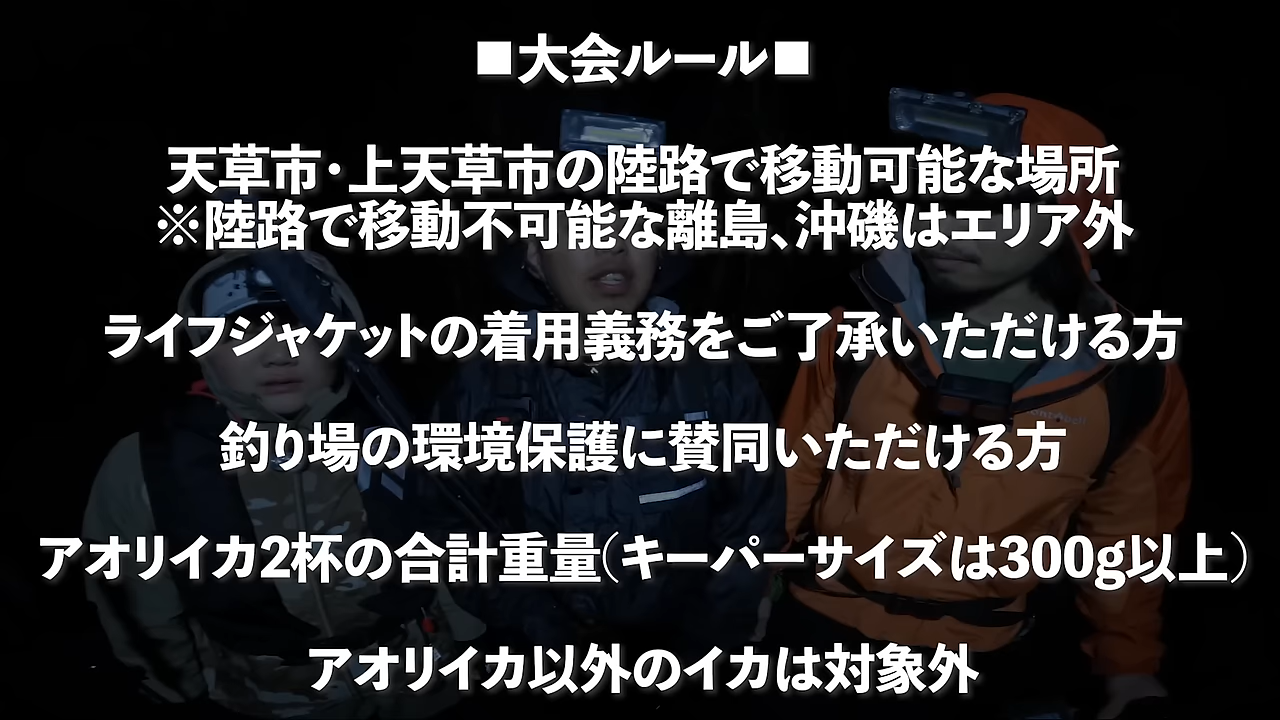 ■大会ルール■
天草市・上天草市の陸路で移動可能な場所
※陸路で移動不可能な離島、沖磯はエリア外
ライフジャケットの着用義務をご了承いただける方
釣り場の環境保護に賛同いただける方
アオリイカ2杯の合計重量(キーパーサイズは300g以上)
アオリイカ以外のイカは対象外